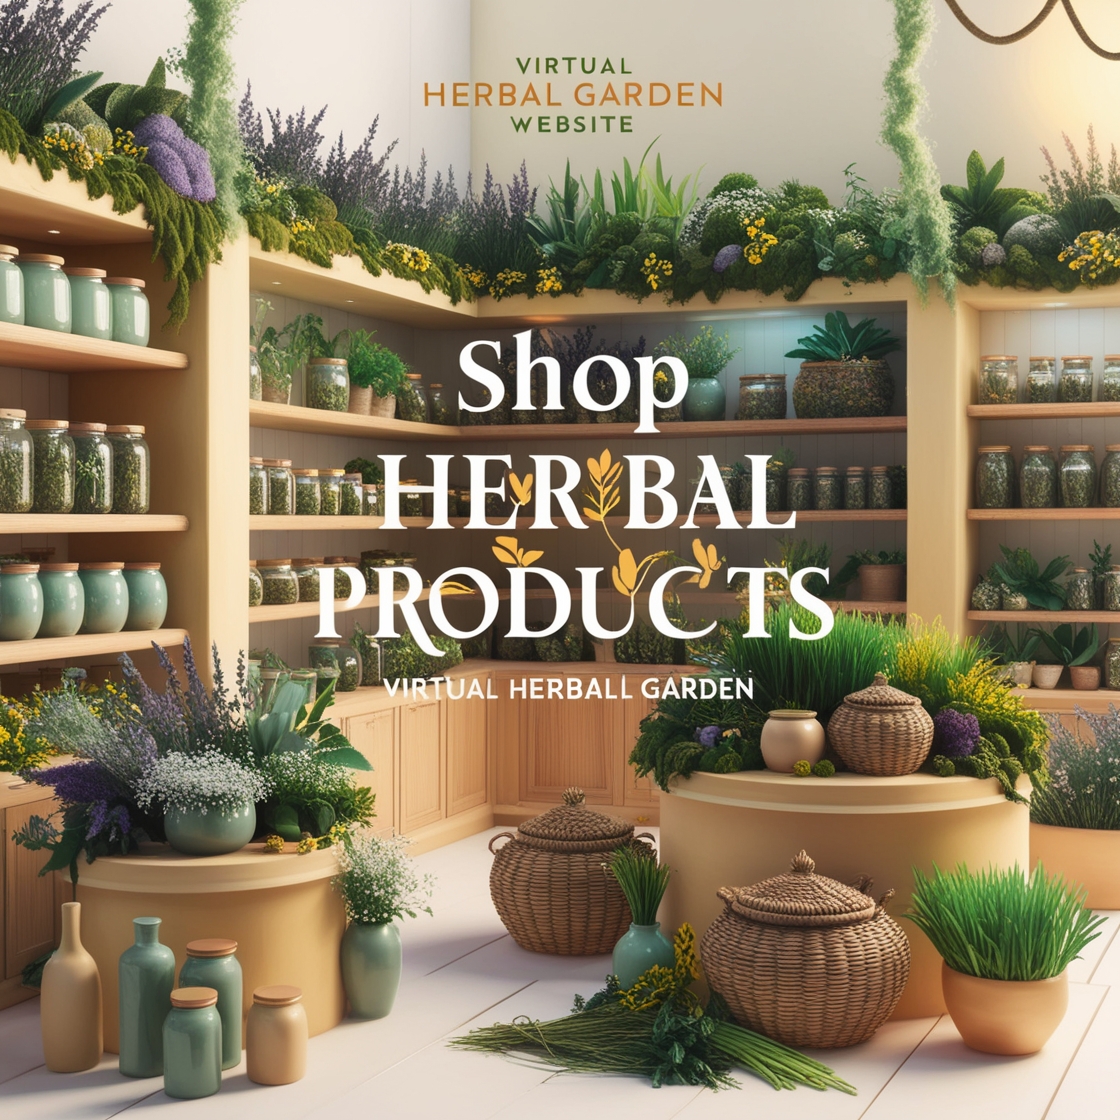 VIRTUAL
HERBAL GARDEN
WEBSITE
Shop
HERBAL
PRODUCTS
VIRTUAL HERBALL GARDEN